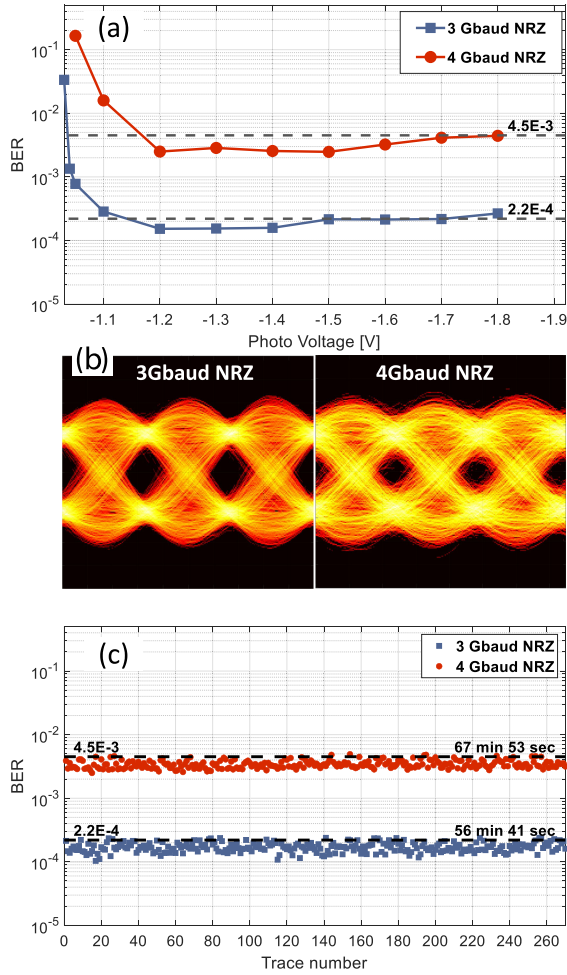 (a)
3 Gbaud NRZ
4 Gbaud NRZ
BER
10^-1
10^-2
10^-3
10^-4
10^-5
4.5E-3
2.2E-4
-1.1 -1.2 -1.3 -1.4 -1.5 -1.6 -1.7 -1.8 -1.9
Photo Voltage [V]
(b)
3Gbaud NRZ 4Gbaud NRZ
(c)
3 Gbaud NRZ
4 Gbaud NRZ
BER
10^-1
10^-2
10^-3
10^-4
10^-5
4.5E-3 67 min 53 sec
2.2E-4 56 min 41 sec
0 20 40 60 80 100 120 140 160 180 200 220 240 260
Trace number